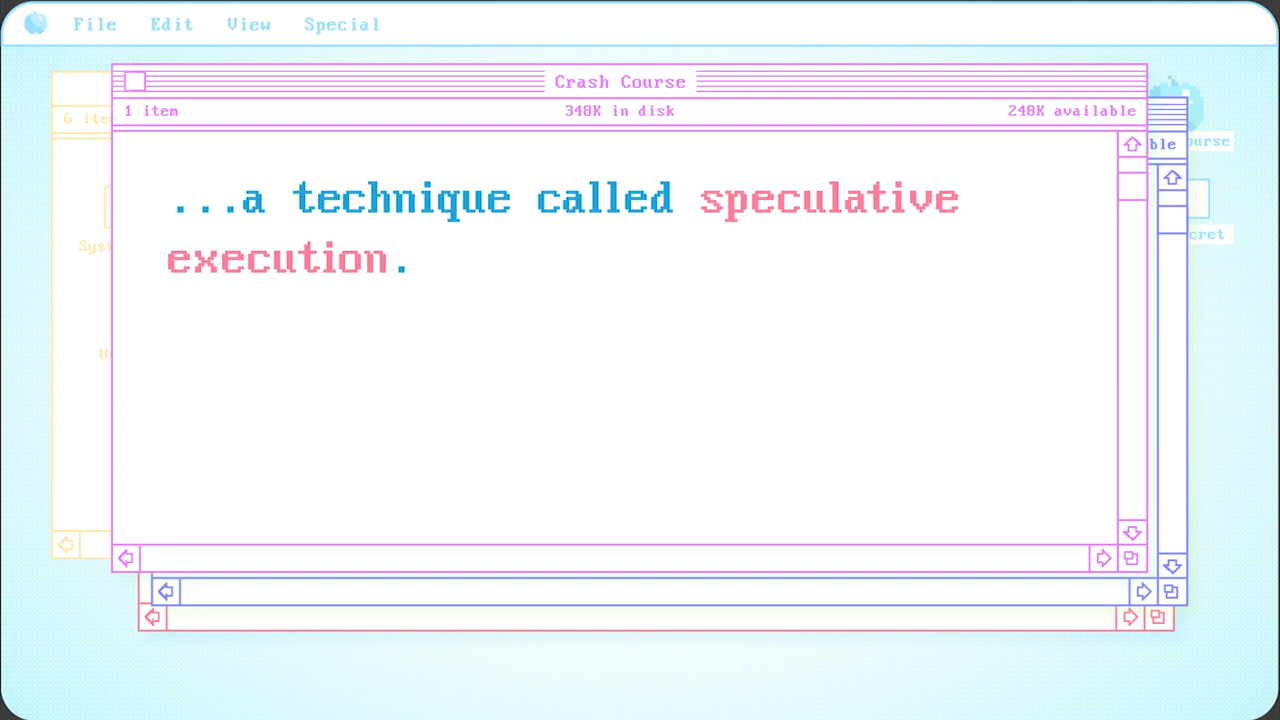 File Edit View Special
Crash Course
1 item 348K in disk 248K available
...a technique called speculative
execution.